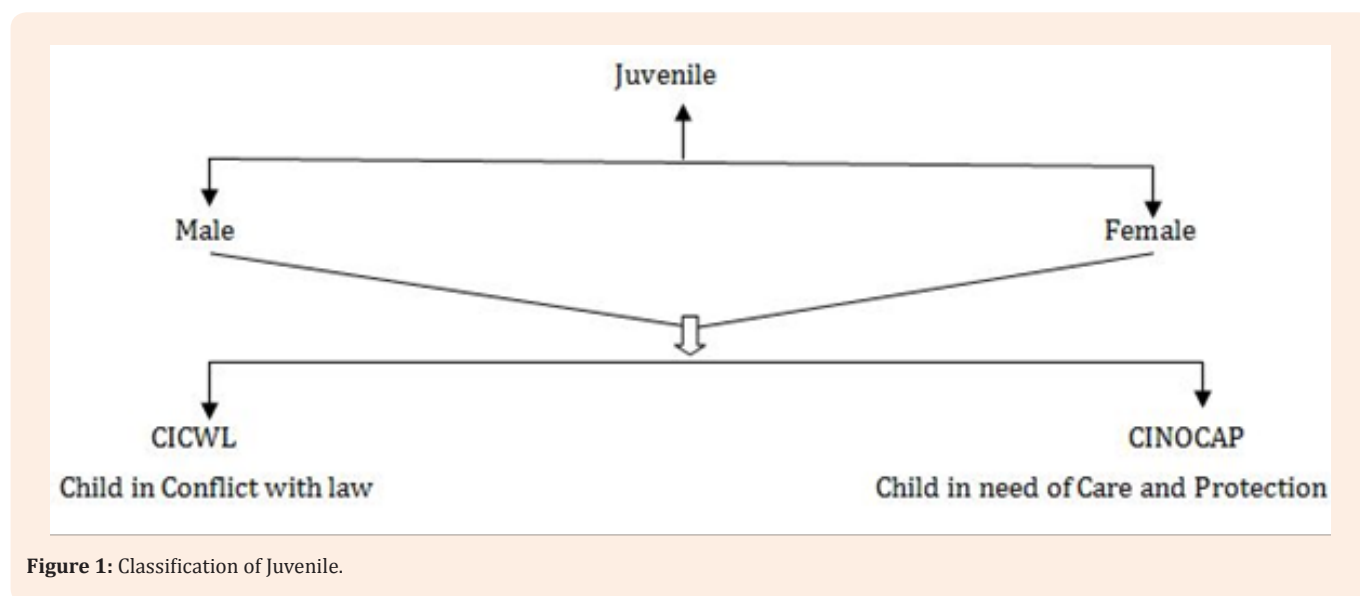 Juvenile
Male
Female
CICWL
CINOCAP
Child in Conflict with law
Child in need of Care and Protection
Figure 1: Classification of Juvenile.